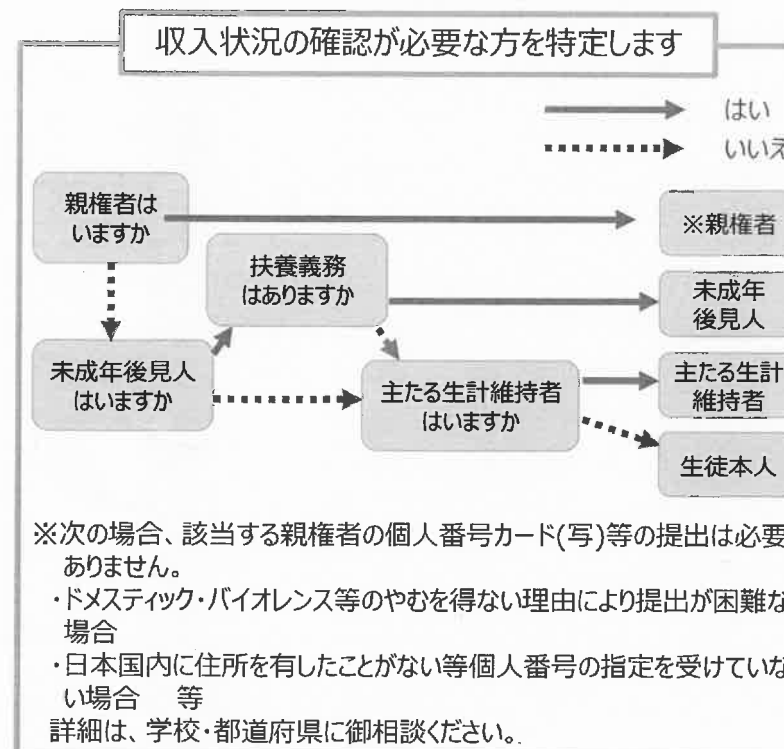 収入状況の確認が必要な方を特定します
はい
いいえ
親権者は
いますか
※親権者
扶養義務
はありますか
未成年
後見人
未成年後見人
はいますか
主たる生計維持者
はいますか
主たる生計
維持者
生徒本人
※次の場合、該当する親権者の個人番号カード(写)等の提出は必要
ありません。
・ドメスティック・バイオレンス等のやむを得ない理由により提出が困難な
場合
・日本国内に住所を有したことがない等個人番号の指定を受けていな
い場合　等
詳細は、学校・都道府県に御相談ください。